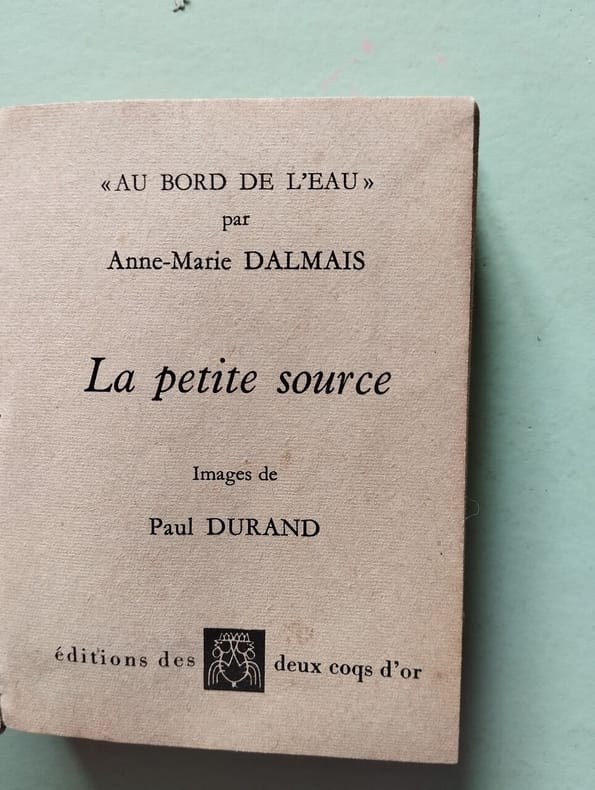 «AU BORD DE L'EAU»
par
Anne-Marie DALMAIS
La petite source
Images de
Paul DURAND
éditions des deux coqs d'or